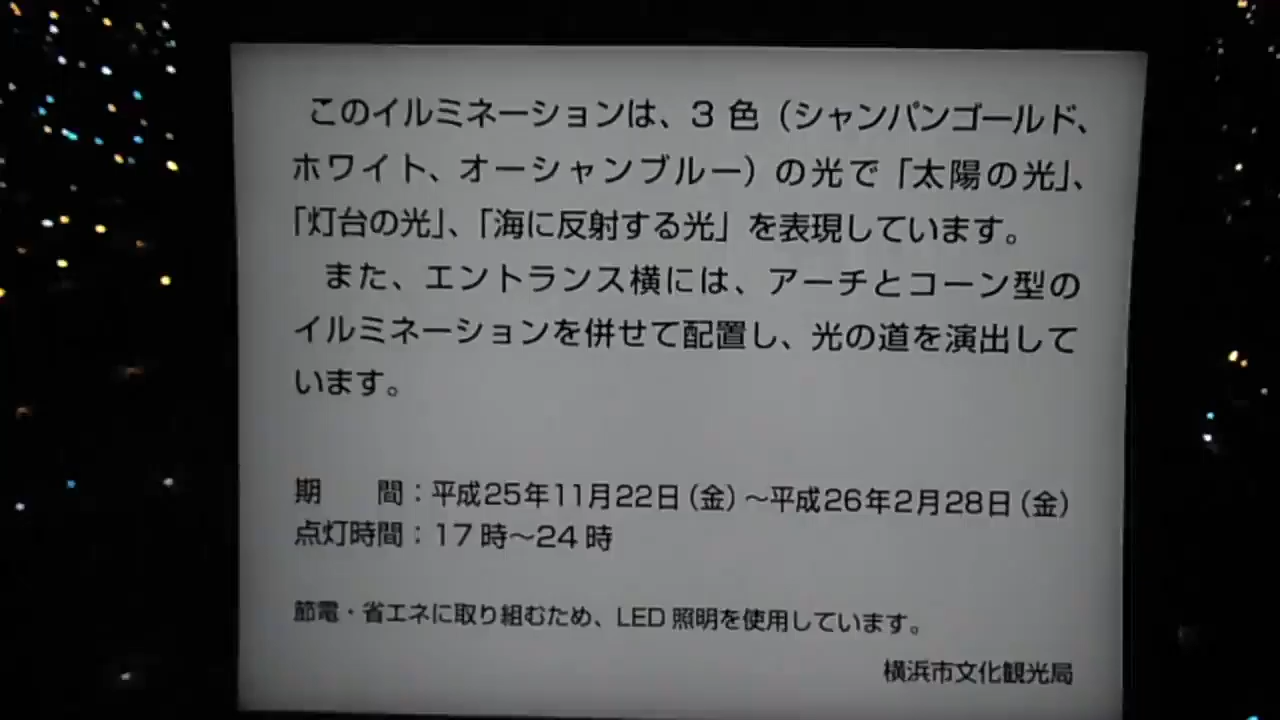 このイルミネーションは、3色（シャンパンゴールド、
ホワイト、オーシャンブルー）の光で「太陽の光」、
「灯台の光」、「海に反射する光」を表現しています。
また、エントランス横には、アーチとコーン型の
イルミネーションを併せて配置し、光の道を演出して
います。
期　　間：平成25年11月22日（金）～平成26年2月28日（金）
点灯時間：17時～24時
節電・省エネに取り組むため、LED照明を使用しています。
横浜市文化観光局